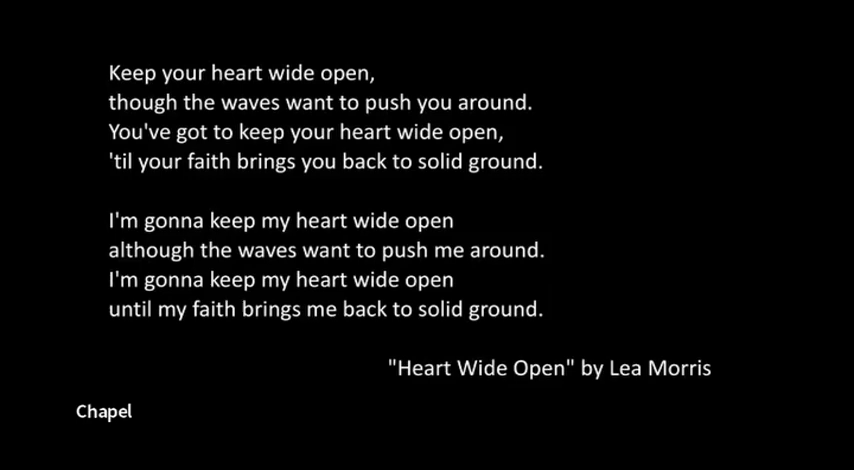 Keep your heart wide open,
though the waves want to push you around.
You've got to keep your heart wide open,
'til your faith brings you back to solid ground.
I'm gonna keep my heart wide open
although the waves want to push me around.
I'm gonna keep my heart wide open
until my faith brings me back to solid ground.
"Heart Wide Open" by Lea Morris
Chapel